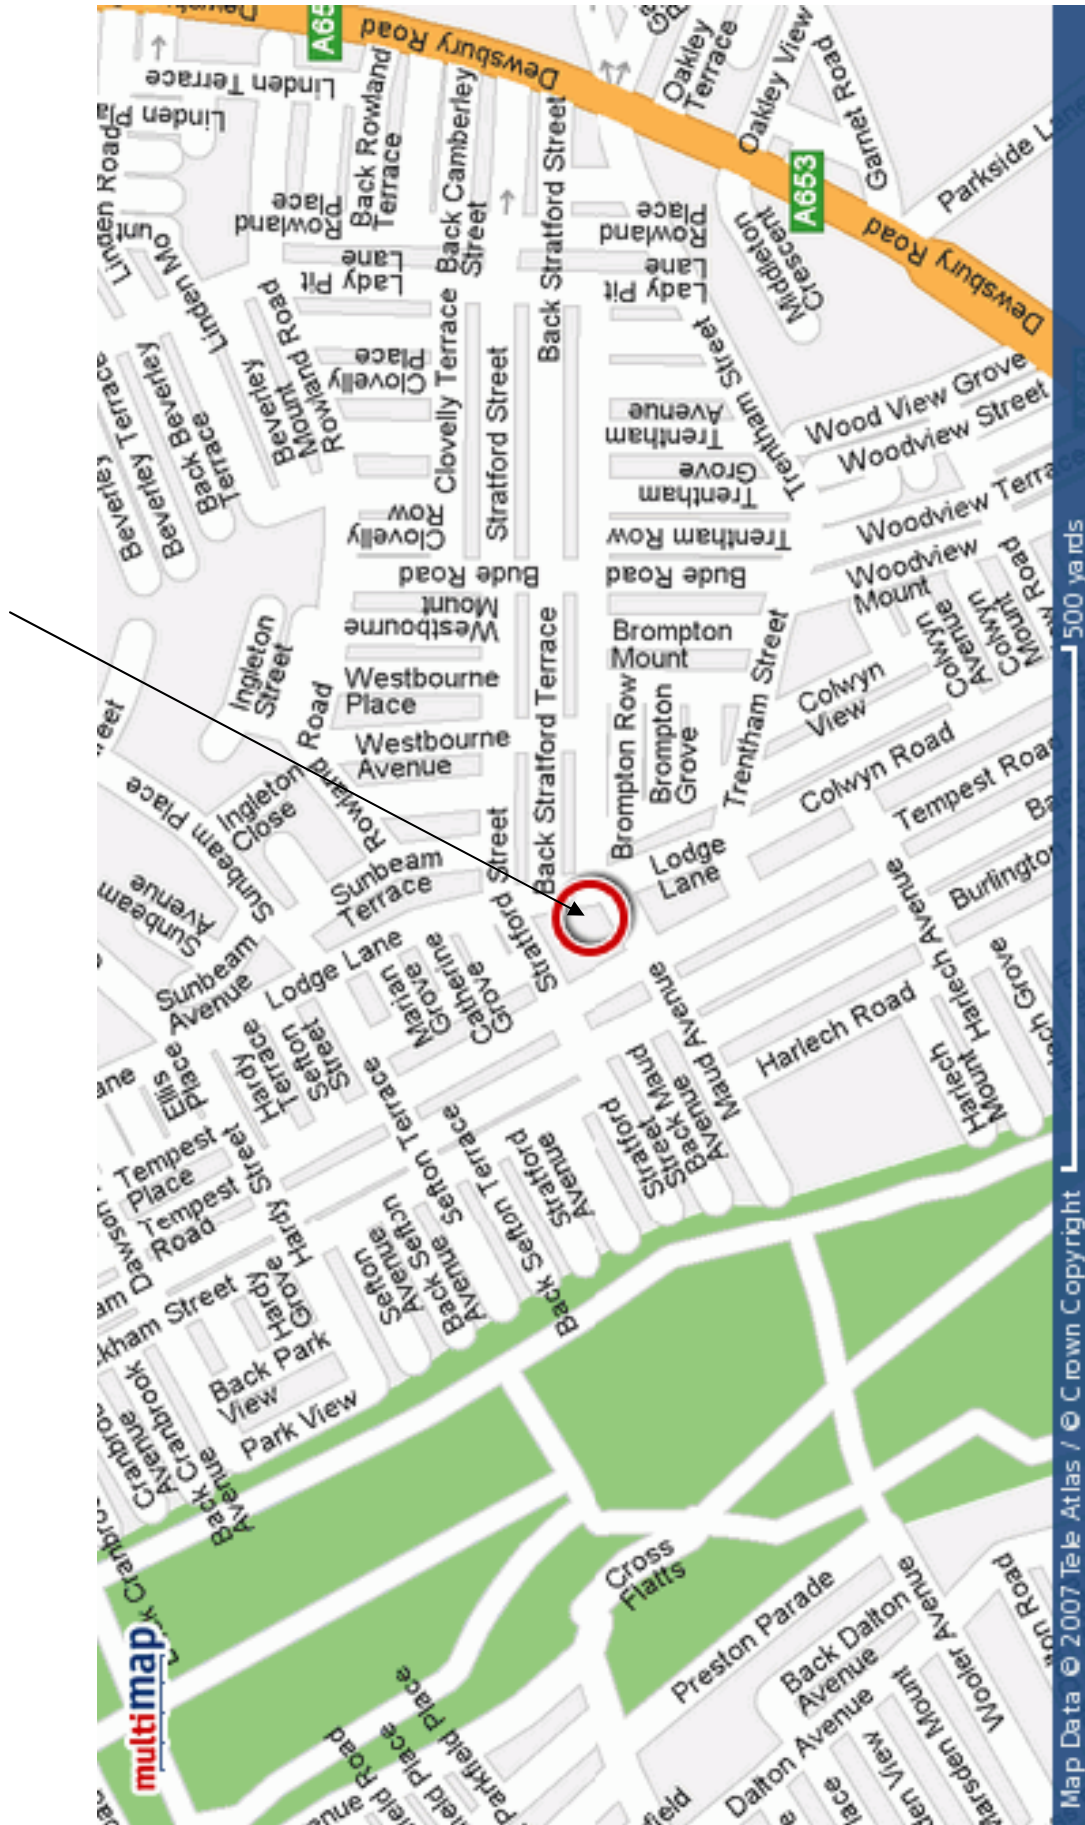 Dewsbury Road
A653
Linden Terrace
Linden Terrace
Linden Road
Back Rowland
Terrace
Back Camberley
Street
Back Stratford Street
Oakley
Terrace
Oakley View
Garnet Road
Parkside
A653
Dewsbury Road
Dewsbury
Middleton
Crescent
Rowland
Place
Rowland
Place
Lady Pit
Lane
Lady Pit
Lane
Beverley Terrace
Beverley Terrace
Back Beverley
Terrace
Beverley
Mount
Rowland Road
Clovelly
Place
Clovelly Terrace
Stratford Street
Back Stratford Street
Trentham
Avenue
Trentham Street
Wood View Grove
Woodview Street
Woodview Terrace
Trentham
Grove
Clovelly
Row
Trentham Row
Bude Road
Bude Road
Woodview
Mount
Westbourne
Mount
Brompton
Mount
Colwyn
Avenue
Colwyn
Mount
Ingleton
Street
Westbourne
Place
Back Stratford Terrace
Trentham Street
Colwyn
View
Brompton Row
Brompton
Grove
Westbourne
Avenue
Rowland
Road
Ingleton
Close
Sunbeam Place
Colwyn Road
Tempest Road
Stratford
Street
Lodge
Lane
Sunbeam
Terrace
Sunbeam
Avenue
Burlington
Sunbeam
Avenue
Lodge Lane
Marian
Grove
Catherine
Grove
Maud Avenue
Harlech Avenue
Harlech Road
Harlech
Mount
Ellis
Place
Hardy
Terrace
Sefton
Street
Sefton Terrace
Stratford
Street
Back Maud
Avenue
Tempest
Place
Tempest
Road
Hardy Street
Back Sefton Terrace
Stratford
Avenue
Sefton
Avenue
Back Sefton
Avenue
Hardy
Grove
Back Park
View
Park View
Cranbrook
Avenue
Back Cranbrook
Avenue
Cross
Flatts
Preston Parade
Back Dalton
Avenue
Wooler Avenue
Dalton Avenue
Marsden Mount
Parkfield Place
multimap
500 yards
Map Data © 2007 Tele Atlas / © Crown Copyright